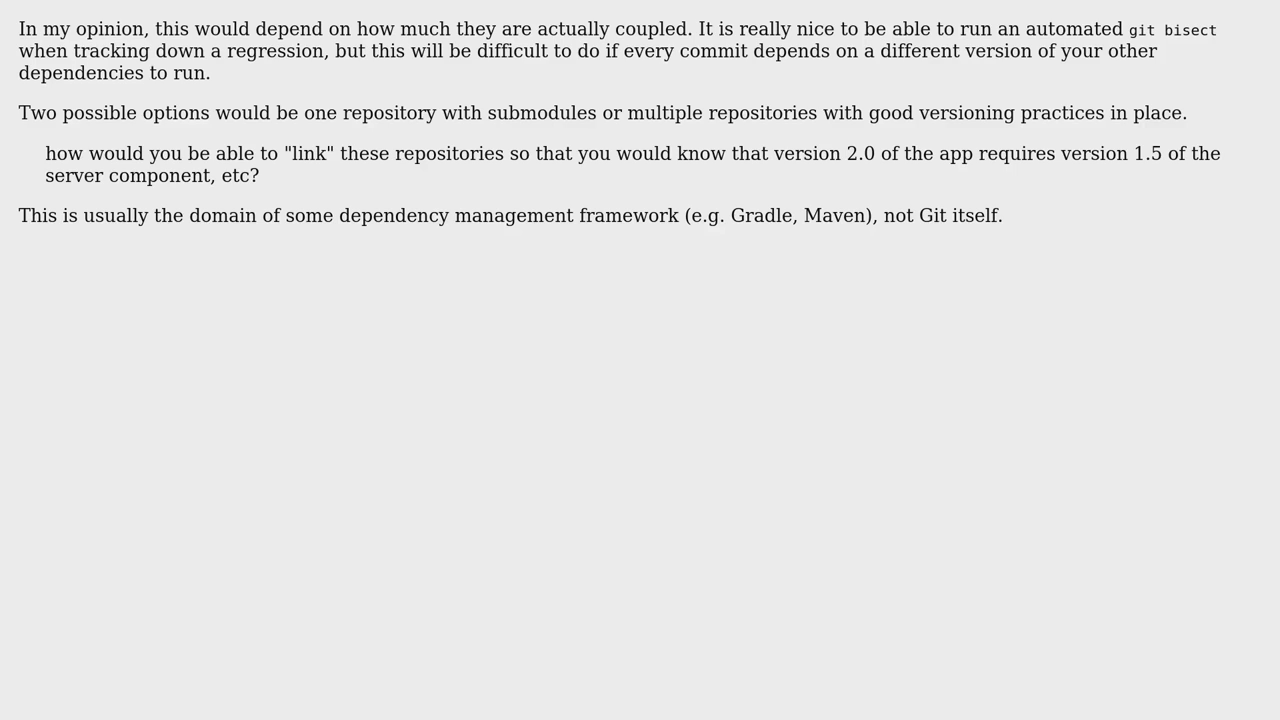 In my opinion, this would depend on how much they are actually coupled. It is really nice to be able to run an automated git bisect
when tracking down a regression, but this will be difficult to do if every commit depends on a different version of your other
dependencies to run.
Two possible options would be one repository with submodules or multiple repositories with good versioning practices in place.
how would you be able to "link" these repositories so that you would know that version 2.0 of the app requires version 1.5 of the
server component, etc?
This is usually the domain of some dependency management framework (e.g. Gradle, Maven), not Git itself.